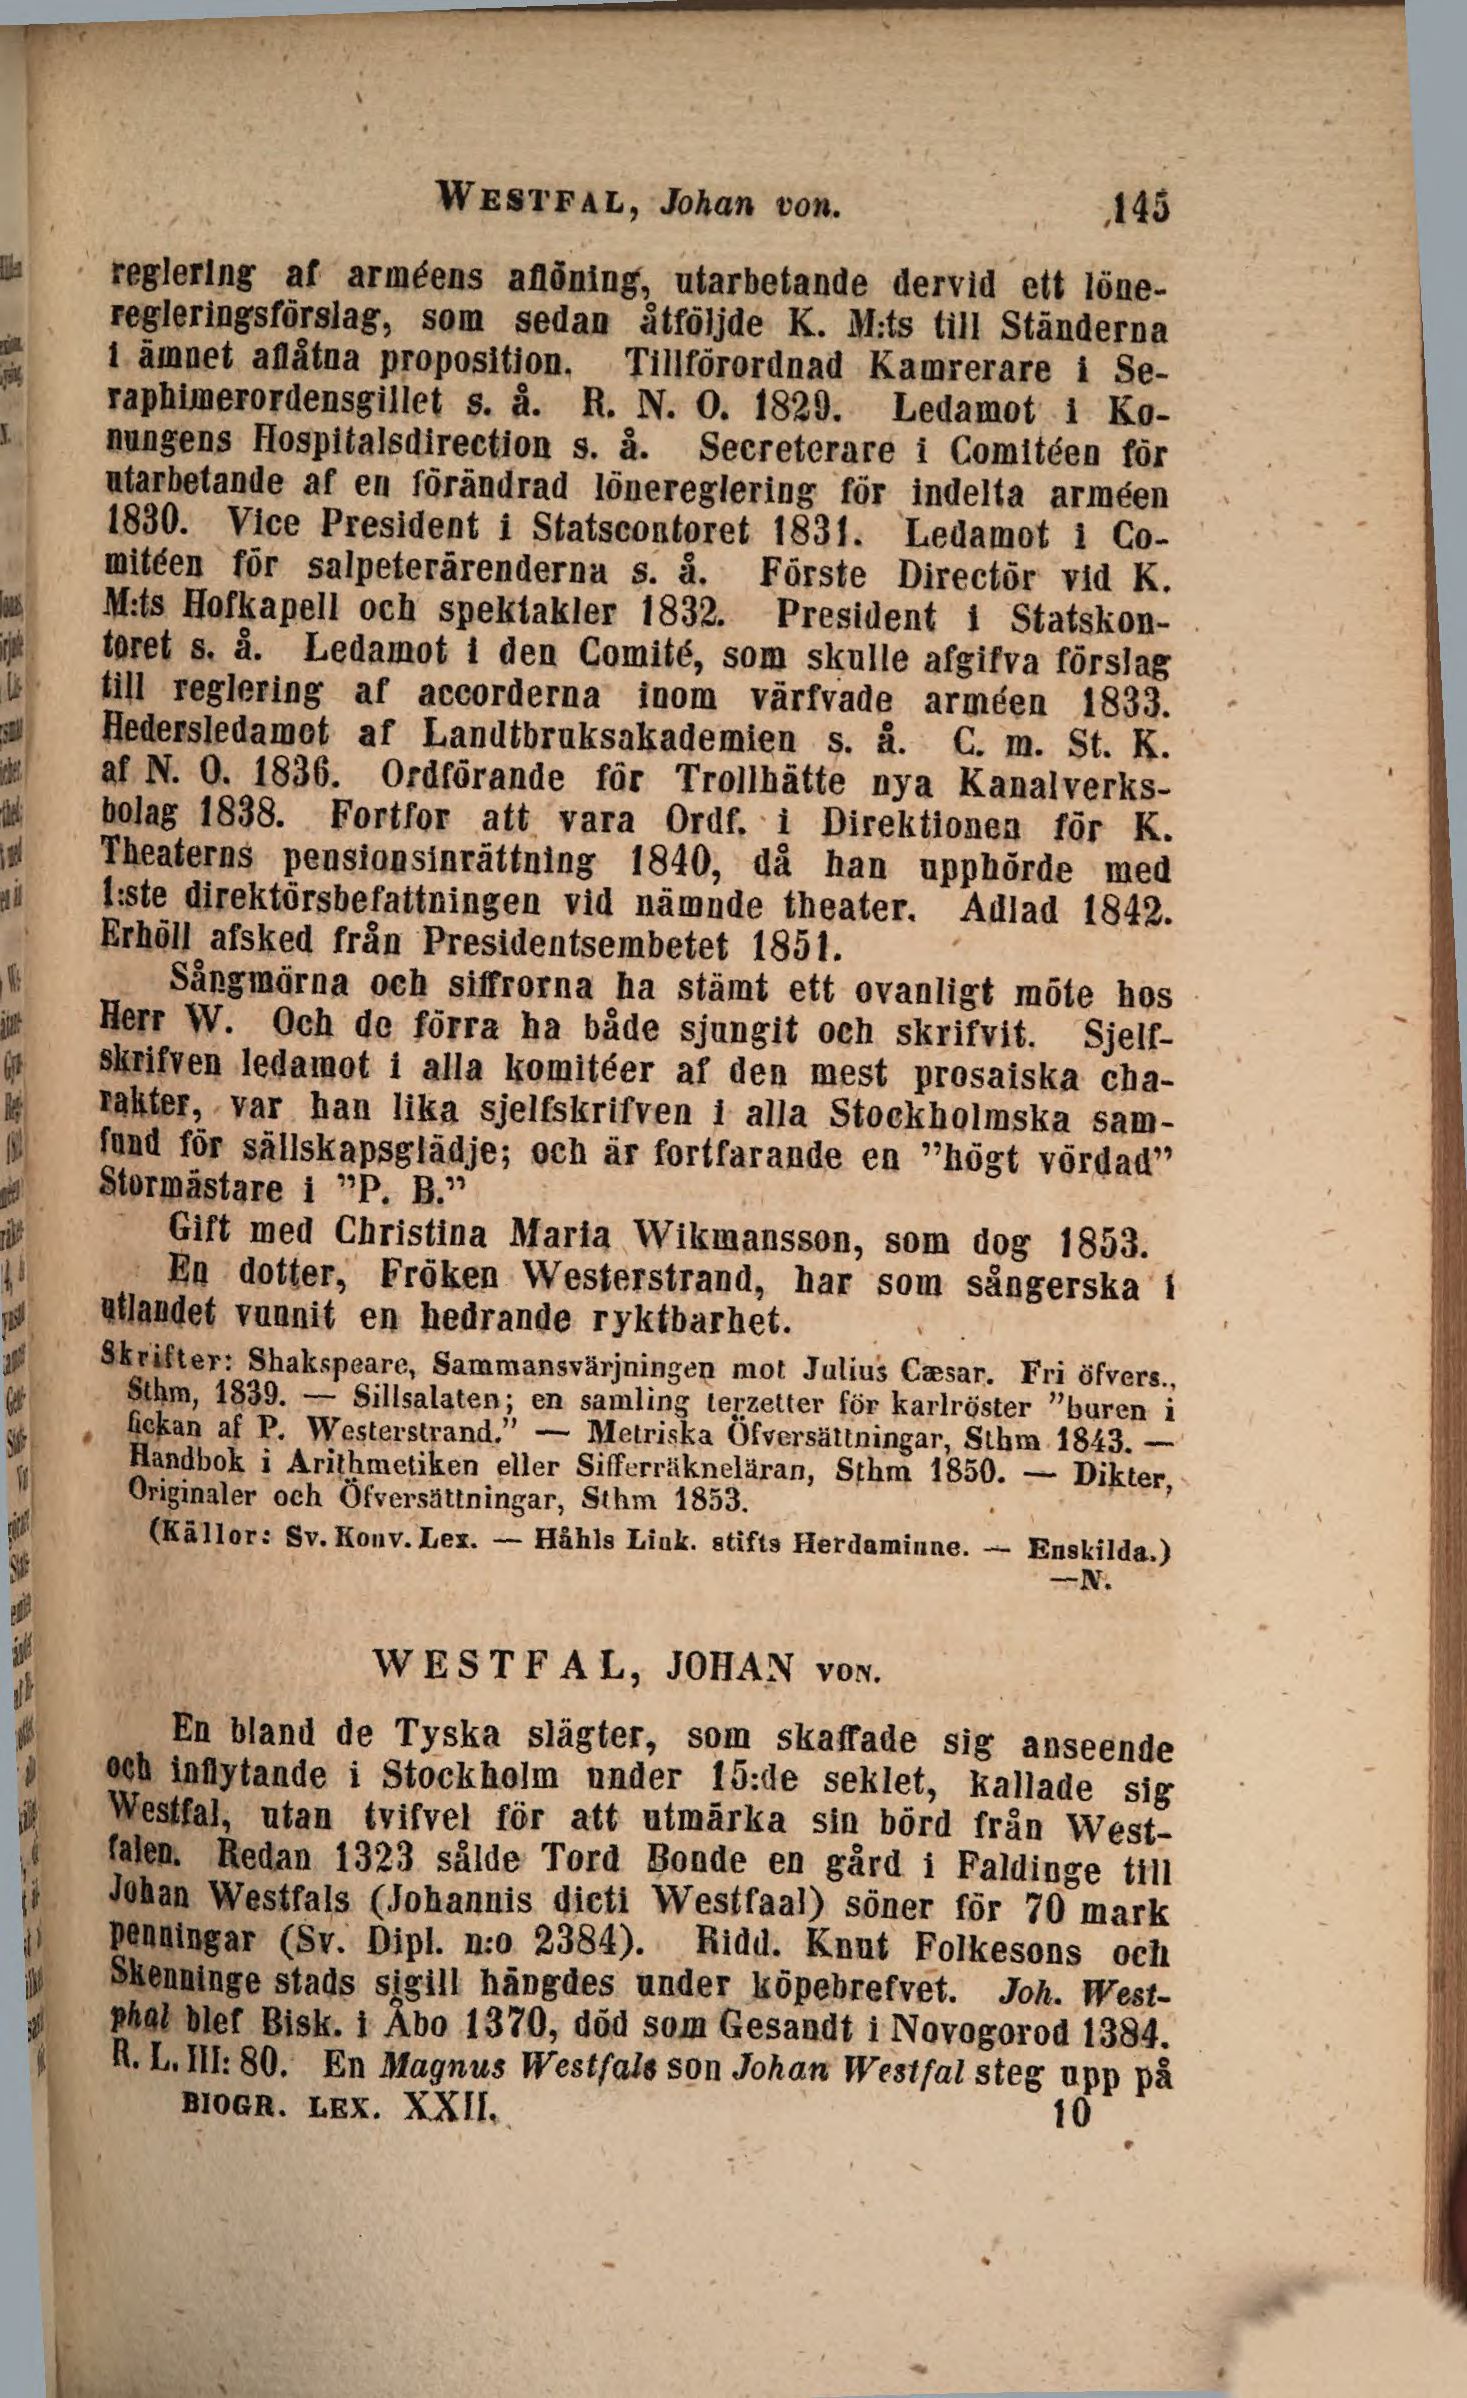 WESTFAL, Johan von. 145
reglering af arméens aflöning, utarbetande dervid ett löne-
regleringsförslag, som sedan åtföljde K. M:ts till Ständerna
i ämnet aflåtna proposition. Tillförordnad Kamrerare i Se-
raphimerordensgillet s. å. R. N. O. 1829. Ledamot i Ko-
nungens Hospitalsdirection s. å. Secreterare i Comitéen för
utarbetande af en förändrad lönereglering för indelta arméen
1830. Vice President i Statscontoret 1831. Ledamot i Co-
mitéen för salpeterärenderna s. å. Förste Directör vid K.
M:ts Hofkapell och spektakler 1832. President i Statskon-
toret s. å. Ledamot i den Comité, som skulle afgifva förslag
till reglering af accorderna inom värfvade arméen 1833.
Hedersledamot af Landtbruksakademien s. å. C. m. St. K.
af N. O. 1836. Ordförande för Trollhätte nya Kanalverks-
bolag 1838. Fortfor att vara Ordf. i Direktionen för K.
Theaterns pensionsinrättning 1840, då han upphörde med
1:ste direktörsbefattningen vid nämnde theater. Adlad 1842.
Erhöll afsked från Presidentsembetet 1851.
Sångmörna och siffrorna ha stämt ett ovanligt möte hos
Herr W. Och de förra ha både sjungit och skrifvit. Sjelf-
skrifven ledamot i alla komitéer af den mest prosaiska cha-
rakter, var han lika sjelfskrifven i alla Stockholmska sam-
fund för sällskapsglädje; och är fortfarande en ”högt vördad”
Stormästare i ”P. B.”
Gift med Christina Maria Wikmansson, som dog 1853.
En dotter, Fröken Westerstrand, har som sångerska i
utlandet vunnit en hedrande ryktbarhet.
Skrifter: Shakspeare, Sammansvärjningen mot Julius Cæsar. Fri öfvers.,
Sthm, 1839. — Sillsalaten; en samling terzetter för karlröster ”buren i
fickan af P. Westerstrand.” — Metriska Öfversättningar, Sthm 1843. —
Handbok i Arithmetiken eller Sifferräkneläran, Sthm 1850. — Dikter,
Originaler och Öfversättningar, Sthm 1853.
(Källor: Sv. Konv. Lex. — Håhls Link. stifts Herdaminne. — Enskilda.)
—N.
WESTFAL, JOHAN VON.
En bland de Tyska slägter, som skaffade sig anseende
och inflytande i Stockholm under 15:de seklet, kallade sig
Westfal, utan tvifvel för att utmärka sin börd från West-
falen. Redan 1323 sålde Tord Bonde en gård i Faldinge till
Johan Westfals (Johannis dicti Westfaal) söner för 70 mark
penningar (Sv. Dipl. n:o 2384). Ridd. Knut Folkesons och
Skenninge stads sigill hängdes under köpebrefvet. Joh. West-
phal blef Bisk. i Åbo 1370, död som Gesandt i Novogorod 1384.
R. L. III: 80. En Magnus Westfals son Johan Westfal steg upp på
BIOGR. LEX. XXII. 10